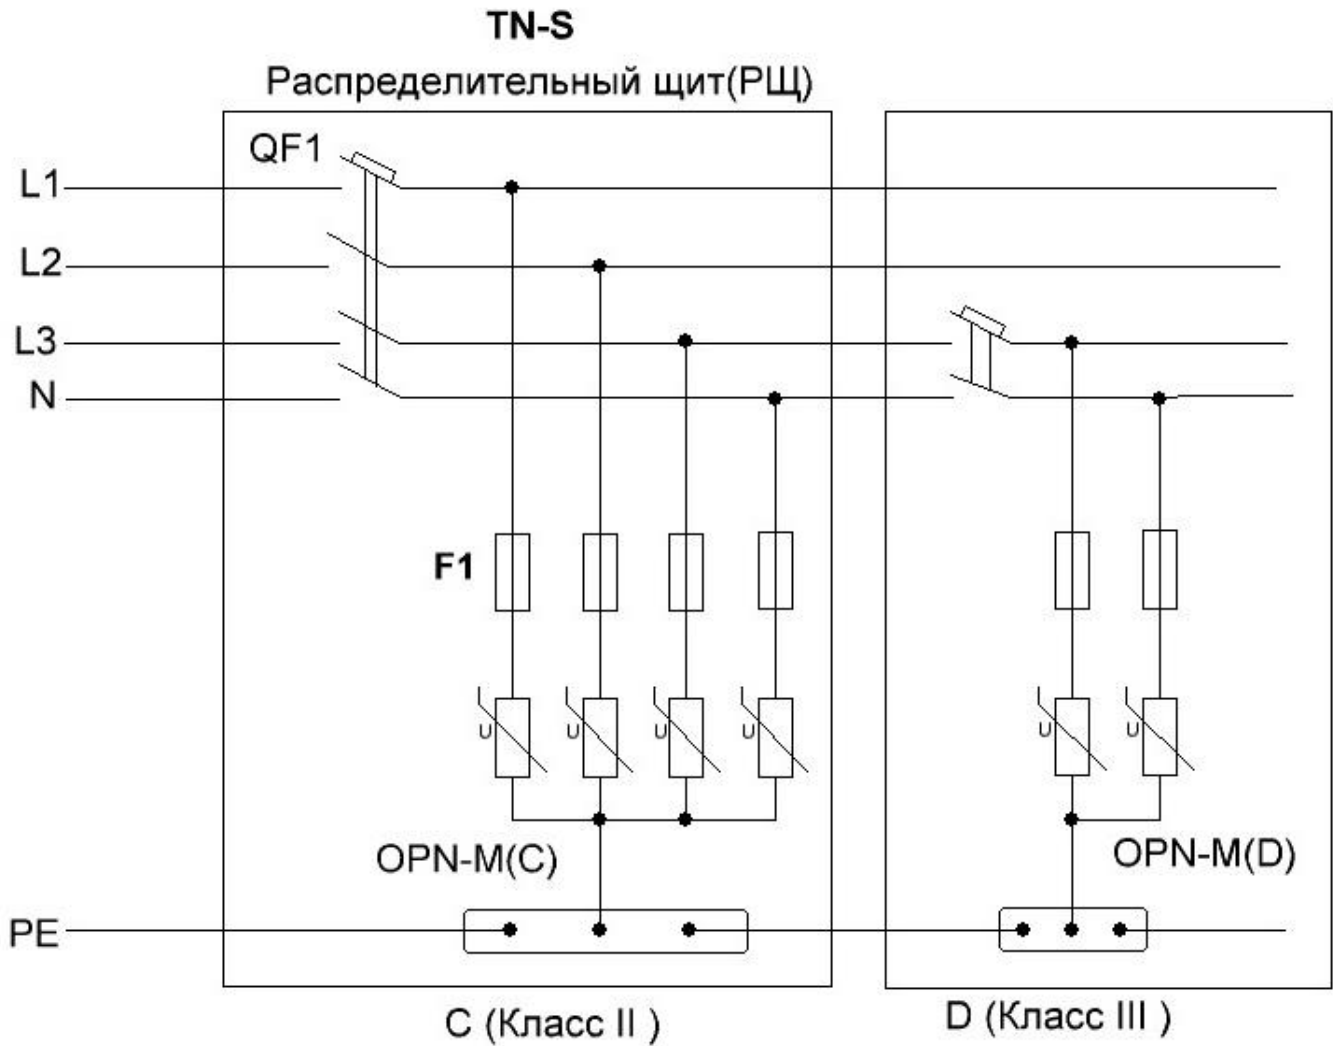 TN-S
Распределительный щит(РЩ)
QF1
L1
L2
L3
N
F1
U
U
U
U
U
U
OPN-M(C)
OPN-M(D)
PE
C (Класс II )
D (Класс III )